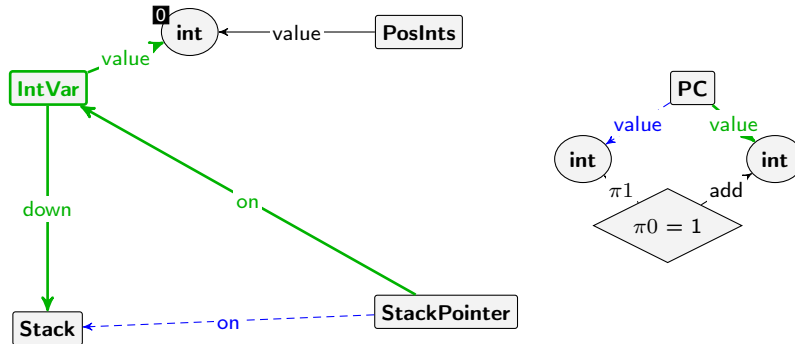 0
int
value
PosInts
value
IntVar
PC
value
value
int
int
π1
add
π0 = 1
down
on
StackPointer
Stack
on